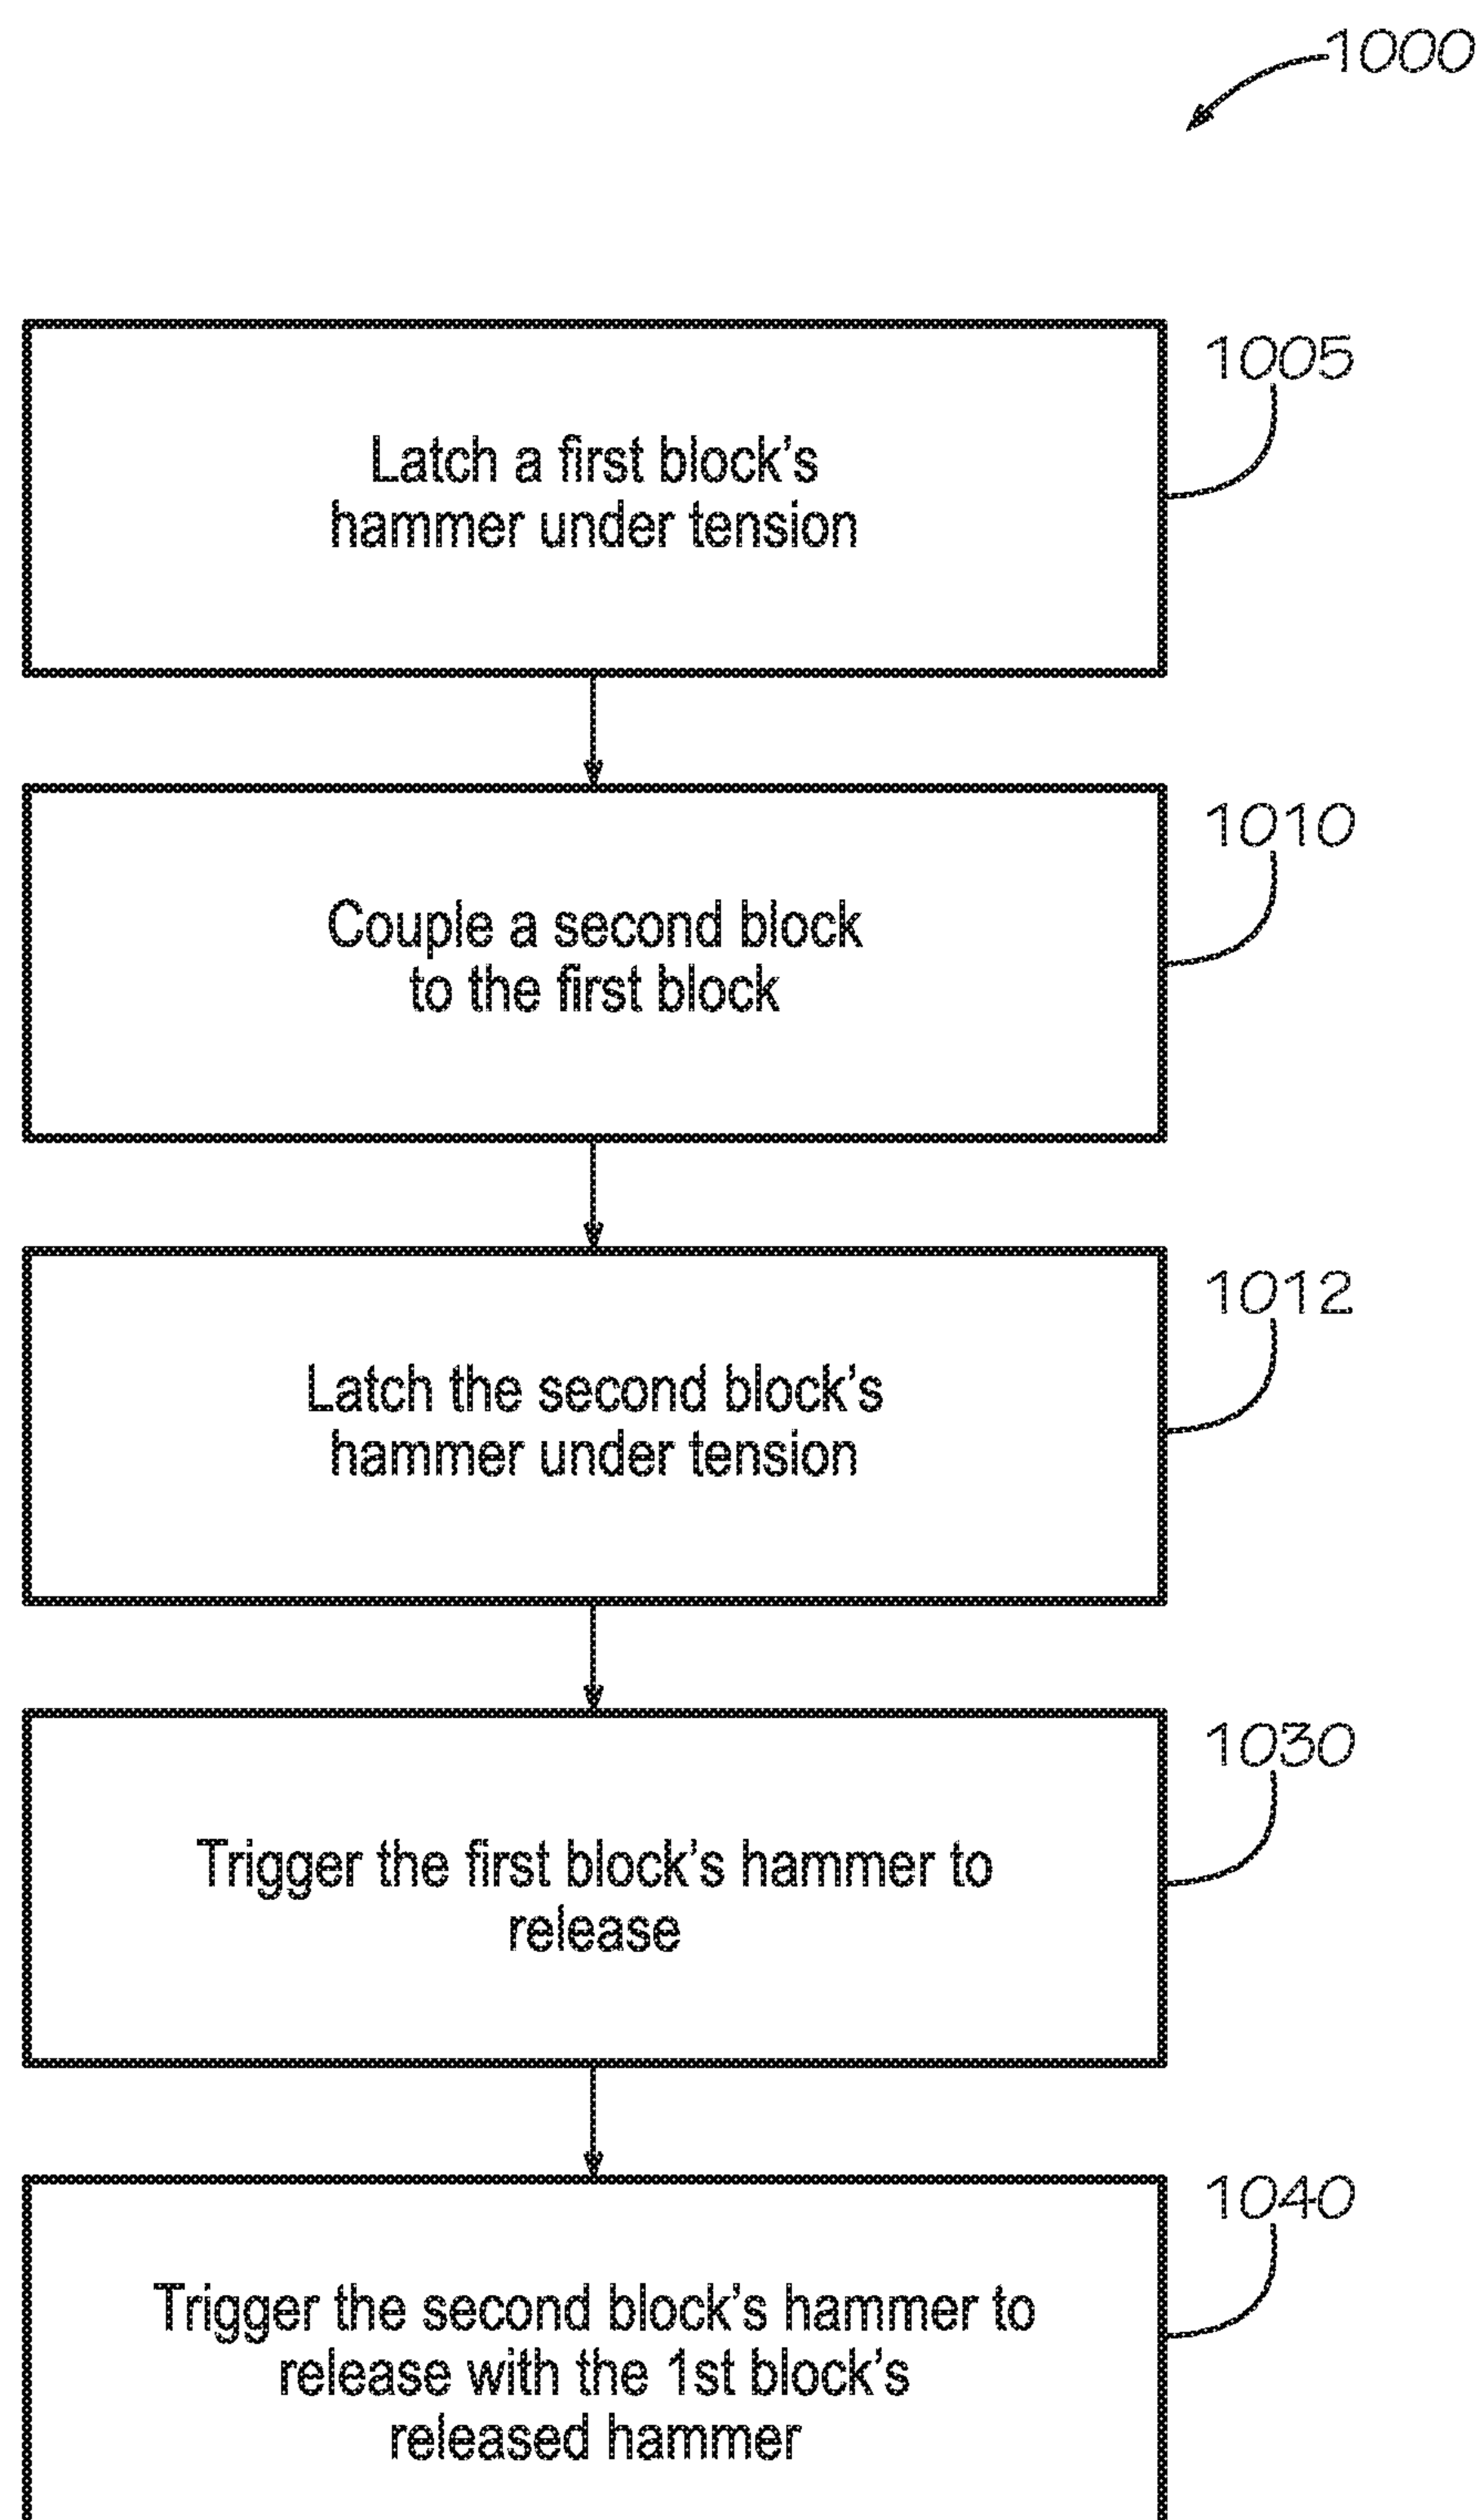 1000
1005
Latch a first block's
hammer under tension
1010
Couple a second block
to the first block
1012
Latch the second block's
hammer under tension
1030
Trigger the first block's hammer to
release
1040
Trigger the second block's hammer to
release with the 1st block's
released hammer